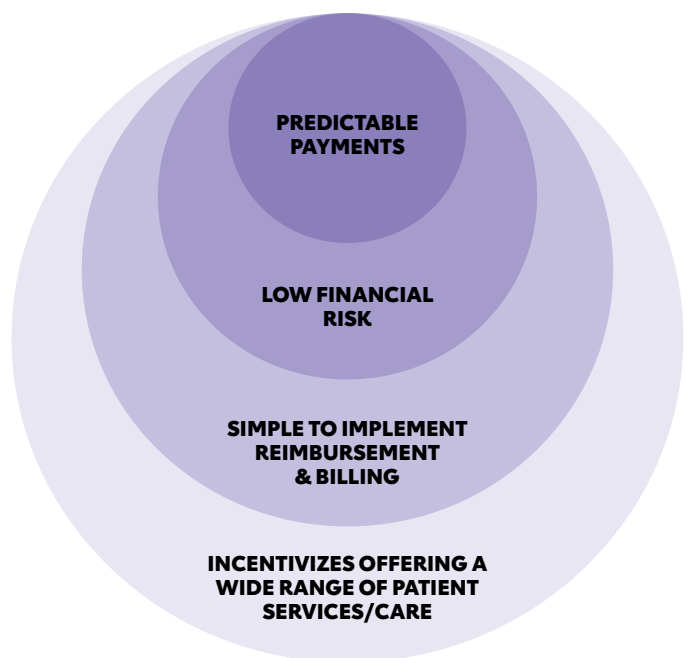 PREDICTABLE
PAYMENTS
LOW FINANCIAL
RISK
SIMPLE TO IMPLEMENT
REIMBURSEMENT
& BILLING
INCENTIVIZES OFFERING A
WIDE RANGE OF PATIENT
SERVICES/CARE